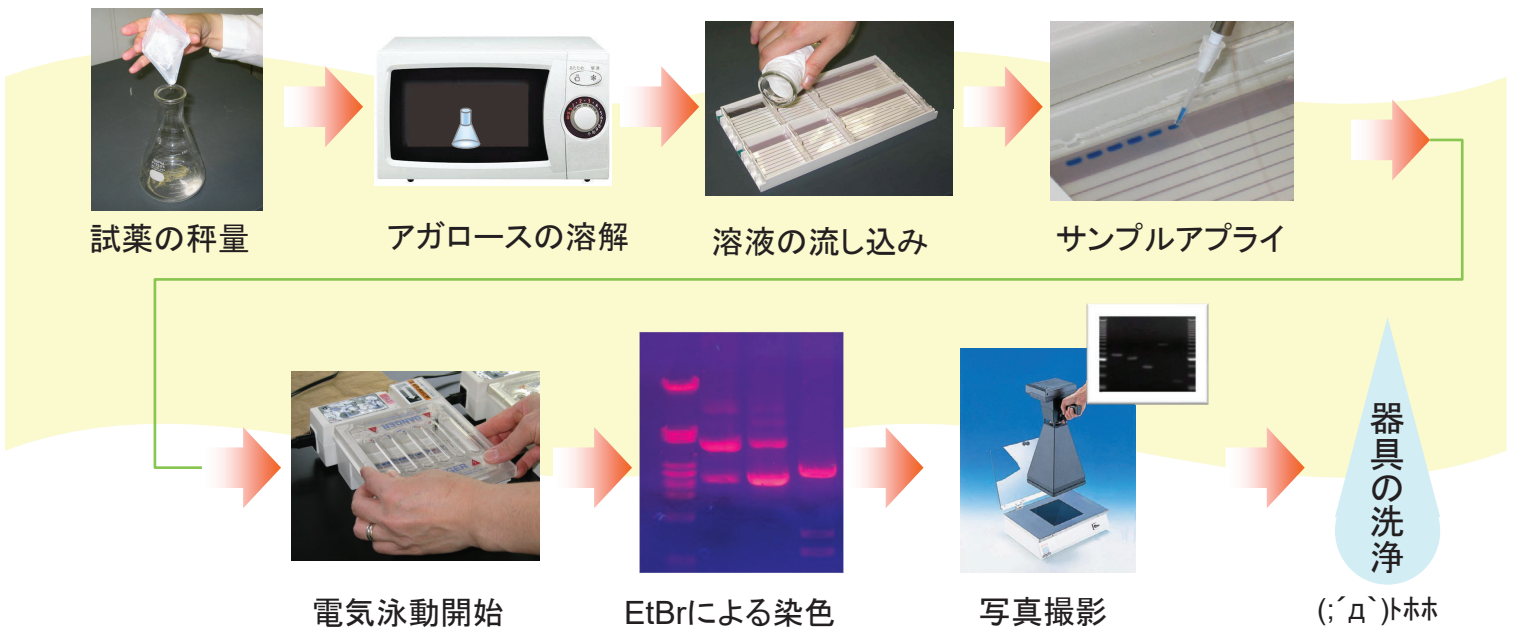 試薬の秤量
アガロースの溶解
溶液の流し込み
サンプルアプライ
電気泳動開始
EtBrによる染色
写真撮影
器具の洗浄
(;´д`)ﾄﾎﾎ